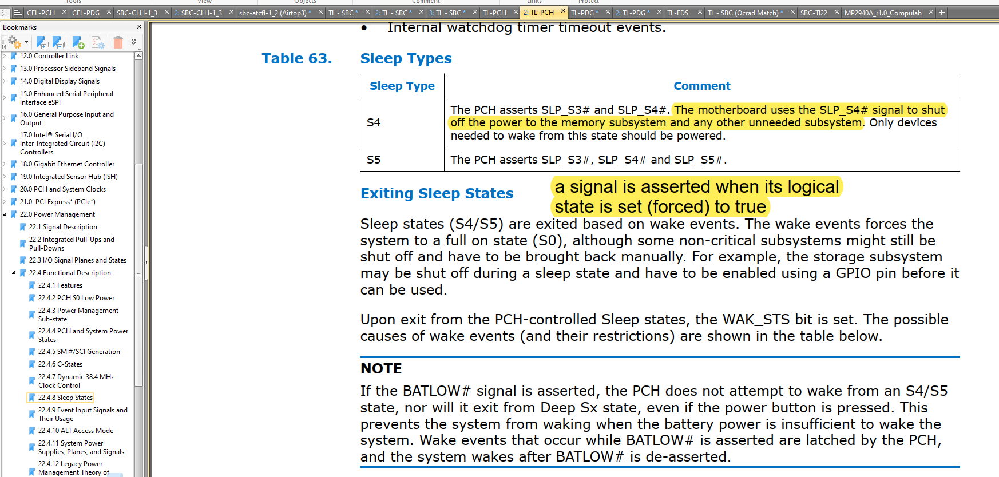 Tools
View
Objects
Comment
Links
Protect
CFL-PCH × CFL-PDG × SBC-CLH-1_3 × 2: SBC-CLH-1_3 × sbc-atcfl-1_2 (Airtop3) * × TL - SBC * × 2: TL - SBC * × 3: TL - SBC * × TL-PCH × 2: TL-PCH × TL-PDG * × 2: TL-PDG * × TL-EDS × TL - SBC (Ocrad Match) * × SBC-TI22 × MP2940A_r1.0_Compulab × +
Bookmarks
12.0 Controller Link
13.0 Processor Sideband Signals
14.0 Digital Display Signals
15.0 Enhanced Serial Peripheral
Interface eSPI
16.0 General Purpose Input and
Output
17.0 Intel® Serial I/O
Inter-Integrated Circuit (I2C)
Controllers
18.0 Gigabit Ethernet Controller
19.0 Integrated Sensor Hub (ISH)
20.0 PCH and System Clocks
21.0 PCI Express* (PCIe*)
22.0 Power Management
22.1 Signal Description
22.2 Integrated Pull-Ups and
Pull-Downs
22.3 I/O Signal Planes and States
22.4 Functional Description
22.4.1 Features
22.4.2 PCH S0 Low Power
22.4.3 Power Management
Sub-state
22.4.4 PCH and System Power
States
22.4.5 SMI#/SCI Generation
22.4.6 C-States
22.4.7 Dynamic 38.4 MHz
Clock Control
22.4.8 Sleep States
22.4.9 Event Input Signals and
Their Usage
22.4.10 ALT Access Mode
22.4.11 System Power
Supplies, Planes, and Signals
22.4.12 Legacy Power
Management Theory of
• Internal watchdog timer timeout events.
Table 63. Sleep Types
Sleep Type Comment
The PCH asserts SLP_S3# and SLP_S4#. The motherboard uses the SLP_S4# signal to shut
S4 off the power to the memory subsystem and any other unneeded subsystem. Only devices
needed to wake from this state should be powered.
S5 The PCH asserts SLP_S3#, SLP_S4# and SLP_S5#.
a signal is asserted when its logical
state is set (forced) to true
Exiting Sleep States
Sleep states (S4/S5) are exited based on wake events. The wake events forces the
system to a full on state (S0), although some non-critical subsystems might still be
shut off and have to be brought back manually. For example, the storage subsystem
may be shut off during a sleep state and have to be enabled using a GPIO pin before it
can be used.
Upon exit from the PCH-controlled Sleep states, the WAK_STS bit is set. The possible
causes of wake events (and their restrictions) are shown in the table below.
NOTE
If the BATLOW# signal is asserted, the PCH does not attempt to wake from an S4/S5
state, nor will it exit from Deep Sx state, even if the power button is pressed. This
prevents the system from waking when the battery power is insufficient to wake the
system. Wake events that occur while BATLOW# is asserted are latched by the PCH,
and the system wakes after BATLOW# is de-asserted.